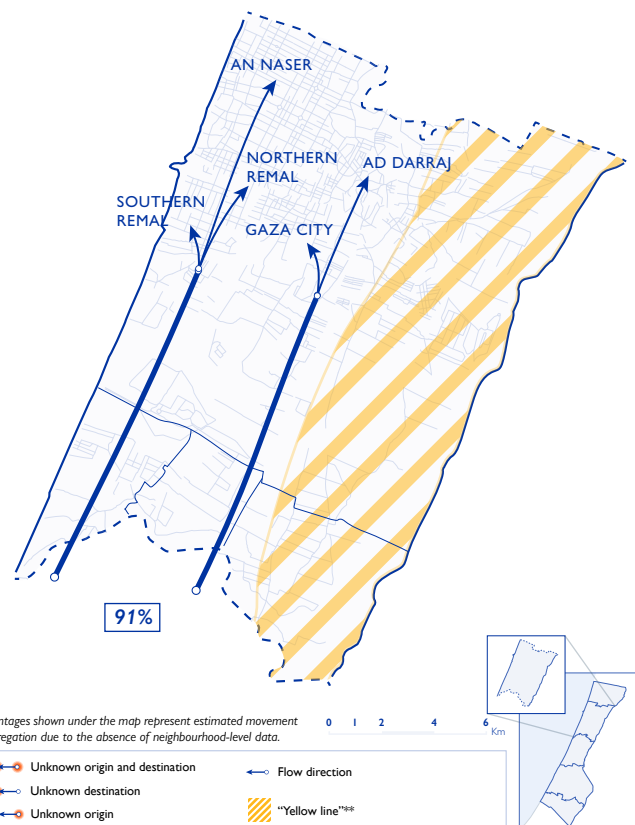 AN NASER
NORTHERN
REMAL
AD DARRAJ
SOUTHERN
REMAL
GAZA CITY
91%
ntages shown under the map represent estimated movement
regation due to the absence of neighbourhood-level data.
0 1 2 4 6
Km
Unknown origin and destination
Flow direction
Unknown destination
"Yellow line"**
Unknown origin